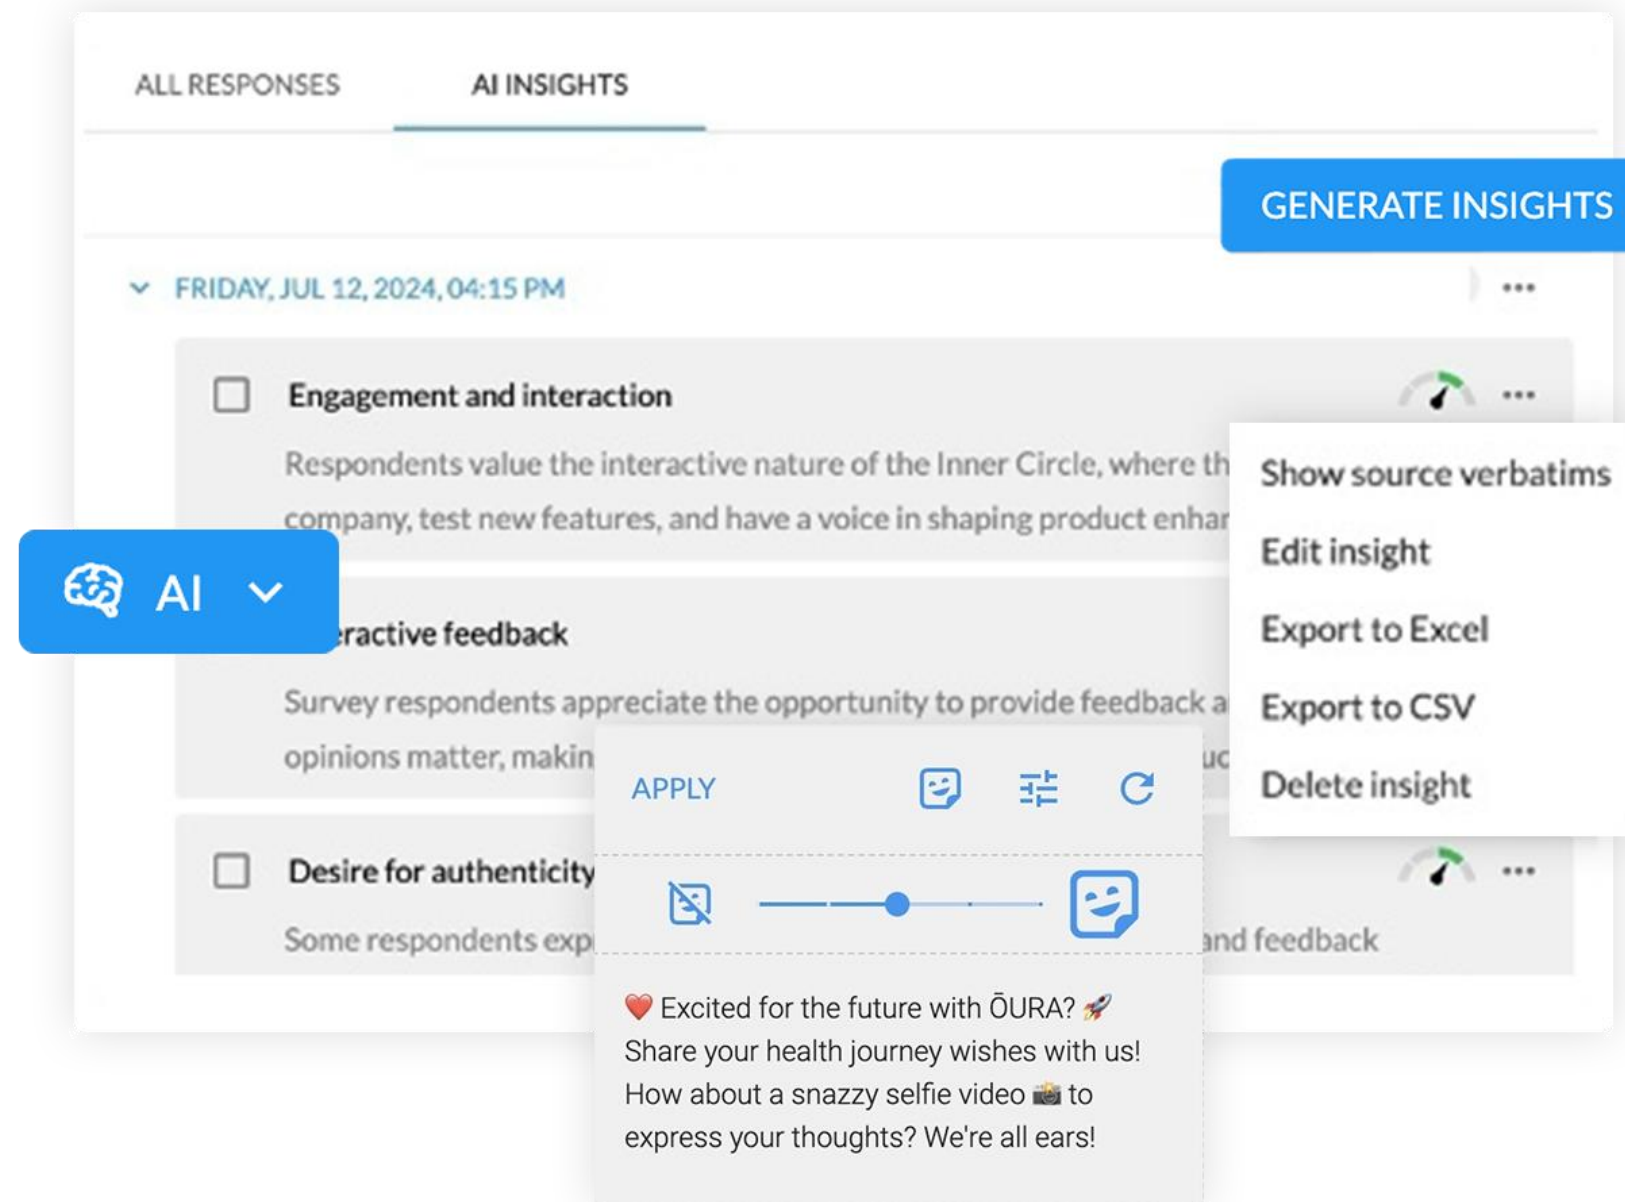 ALL RESPONSES
AI INSIGHTS
GENERATE INSIGHTS
FRIDAY, JUL 12, 2024, 04:15 PM
Engagement and interaction
Respondents value the interactive nature of the Inner Circle, where
company, test new features, and have a voice in shaping product
Show source verbatims
Edit insight
Export to Excel
Export to CSV
Delete insight
AI
feedback
Survey respondents appreciate the opportunity to provide feedback
opinions matter,
Desire for authenticity
Some respondents
and feedback
APPLY
❤️ Excited for the future with ŌURA? 🚀
Share your health journey wishes with us!
How about a snazzy selfie video 📸 to
express your thoughts? We're all ears!